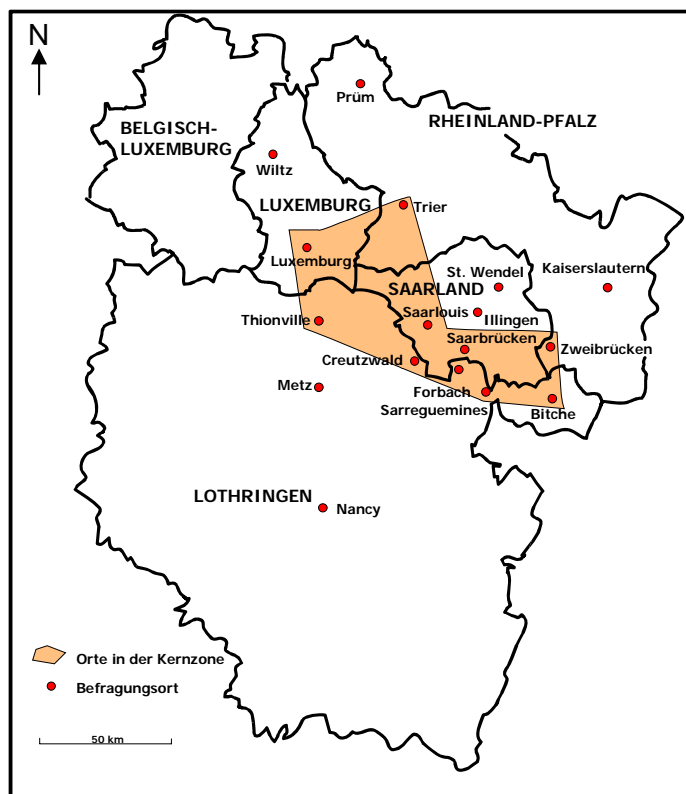 N
Prüm
RHEINLAND-PFALZ
BELGISCH-
LUXEMBURG
Wiltz
LUXEMBURG
Trier
Luxemburg
St. Wendel
Kaiserslautern
SAARLAND
Saarlouis
Illingen
Thionville
Saarbrücken
Zweibrücken
Creutzwald
Metz
Forbach
Sarreguemines
Bitche
LOTHRINGEN
Nancy
Orte in der Kernzone
Befragungsort
50 km